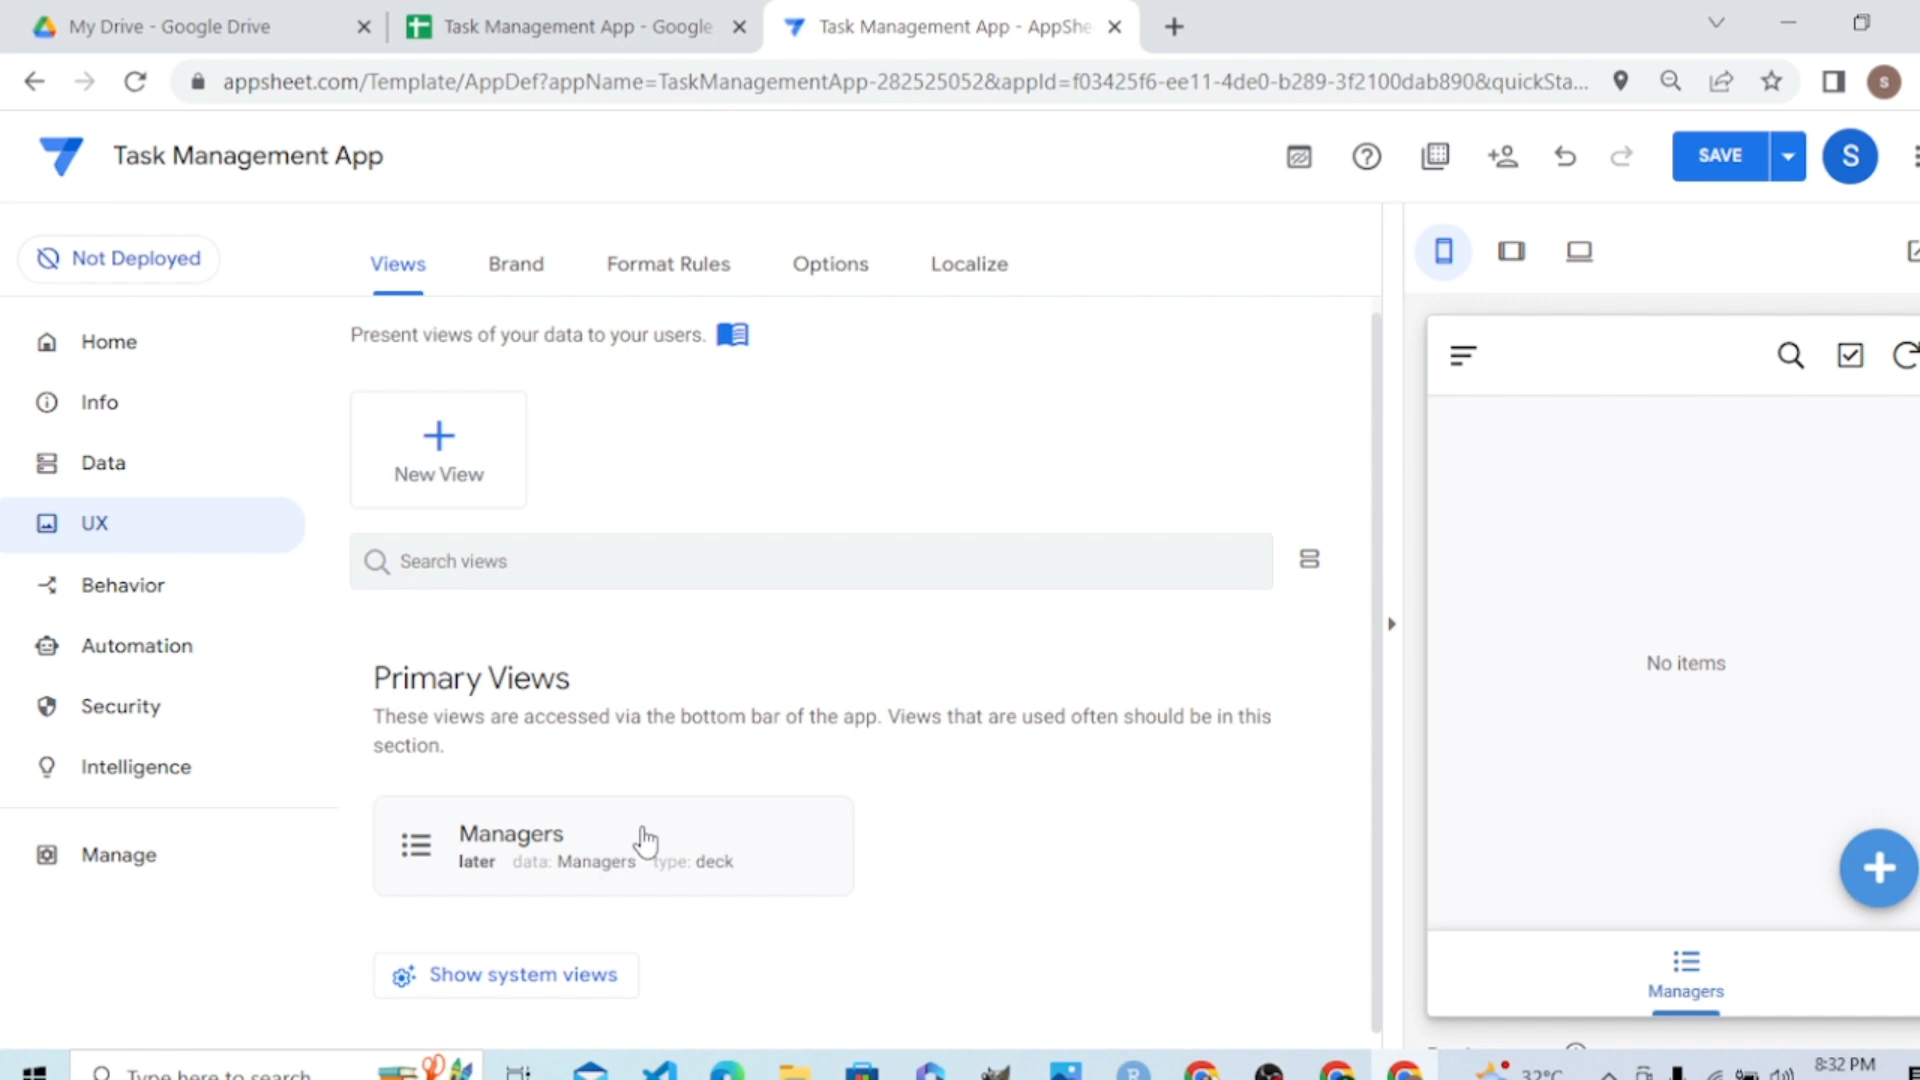 My Drive - Google Drive
Task Management App - Google
Task Management App - AppShe
appsheet.com/Template/AppDef?appName=TaskManagementApp-282525052&appId=f03425f6-ee11-4de0-b289-3f2100dab890&quickSta...
S
Task Management App
SAVE
S
Not Deployed
Views
Brand
Format Rules
Options
Localize
Home
Info
Data
UX
Behavior
Automation
Security
Intelligence
Manage
Present views of your data to your users.
New View
Search views
Primary Views
These views are accessed via the bottom bar of the app. Views that are used often should be in this
section.
Managers
later data: Managers type: deck
Show system views
No items
Managers
Type here to search
32°C
8:32 PM